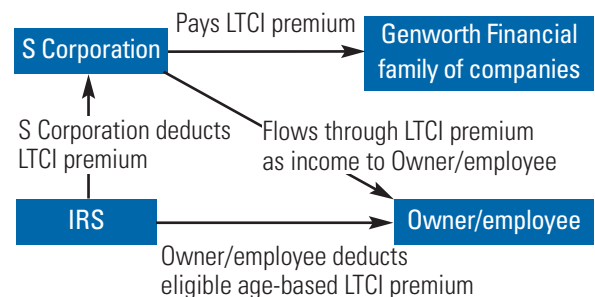 Pays LTCI premium
S Corporation
Genworth Financial
family of companies
S Corporation deducts
LTCI premium
Flows through LTCI premium
as income to Owner/employee
IRS
Owner/employee
Owner/employee deducts
eligible age-based LTCI premium